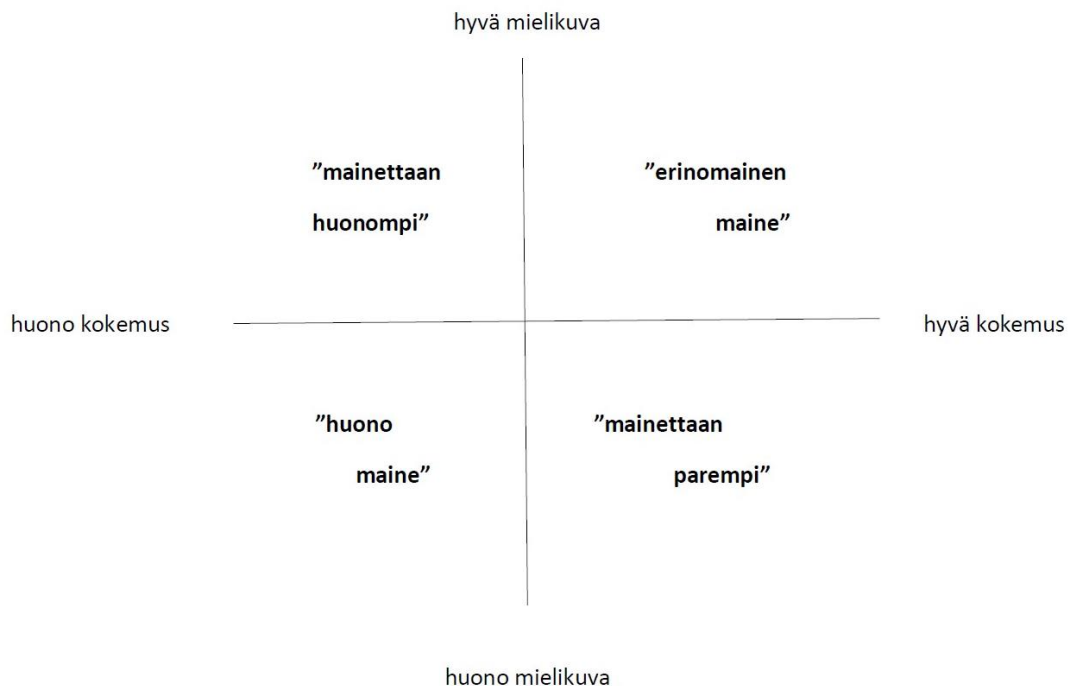 hyvä mielikuva
”mainettaan
huonompi”
”erinomainen
maine”
huono kokemus
hyvä kokemus
”huono
maine”
”mainettaan
parempi”
huono mielikuva